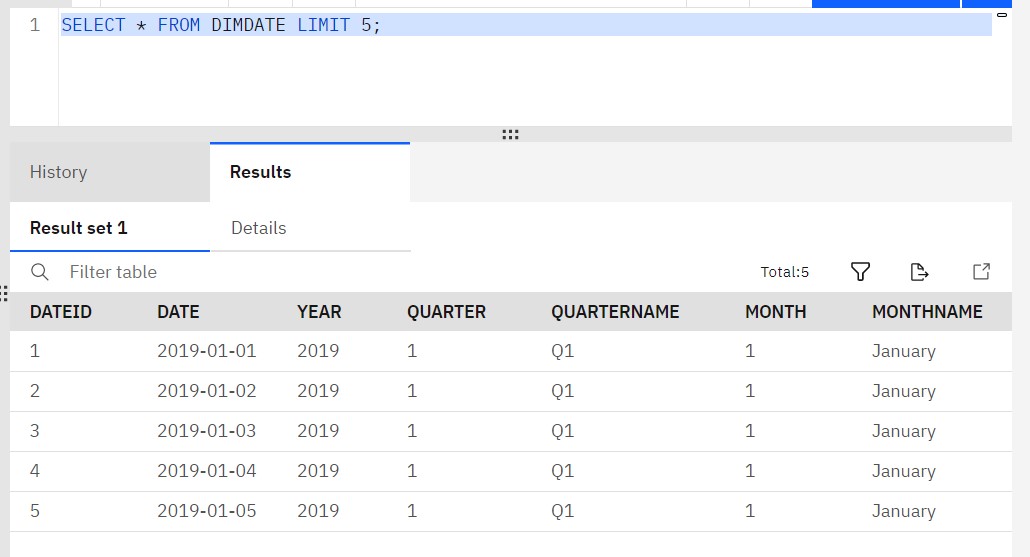 1 SELECT * FROM DIMDATE LIMIT 5;
History Results
Result set 1 Details
Filter table Total:5
DATEID DATE YEAR QUARTER QUARTERNAME MONTH MONTHNAME
1 2019-01-01 2019 1 Q1 1 January
2 2019-01-02 2019 1 Q1 1 January
3 2019-01-03 2019 1 Q1 1 January
4 2019-01-04 2019 1 Q1 1 January
5 2019-01-05 2019 1 Q1 1 January